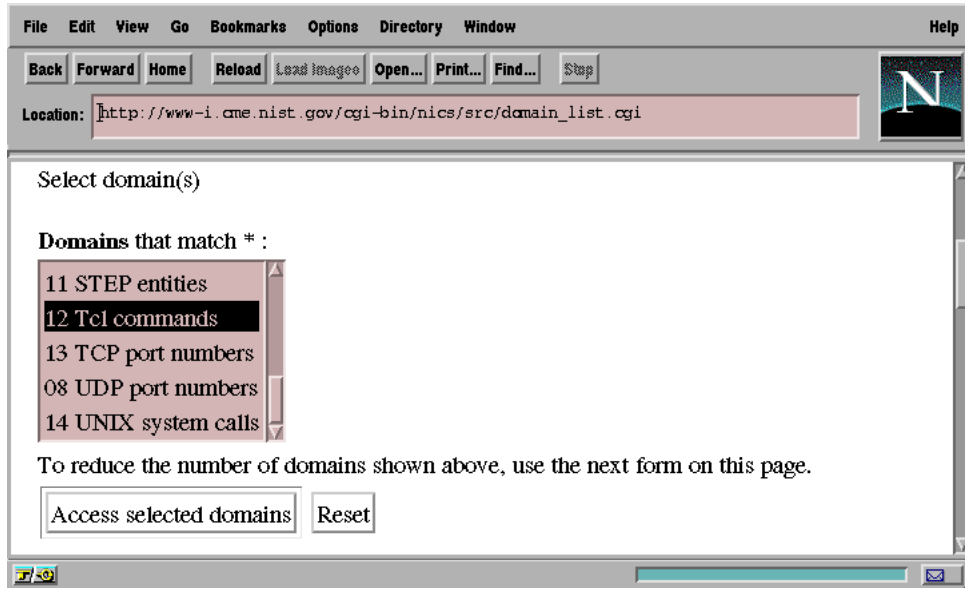 File Edit View Go Bookmarks Options Directory Window Help
Back Forward Home Reload Load Images Open... Print... Find... Stop
Location: http://www-i.cme.nist.gov/cgi-bin/nics/src/domain_list.cgi
N
Select domain(s)
Domains that match * :
11 STEP entities
12 Tcl commands
13 TCP port numbers
08 UDP port numbers
14 UNIX system calls
To reduce the number of domains shown above, use the next form on this page.
Access selected domains Reset